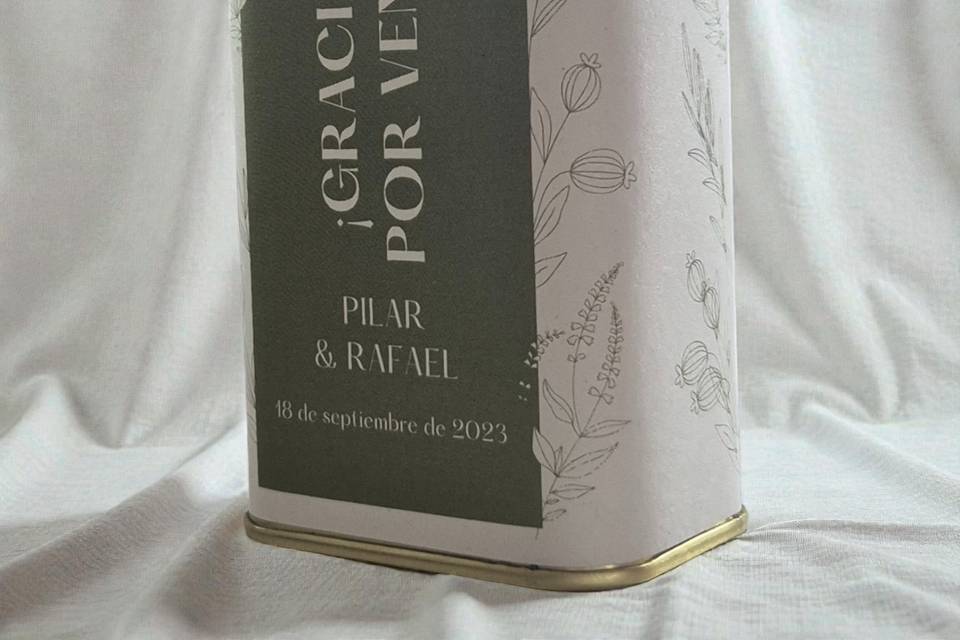 ¡GRACI
POR VEN
PILAR
& RAFAEL
18 de septiembre de 2023